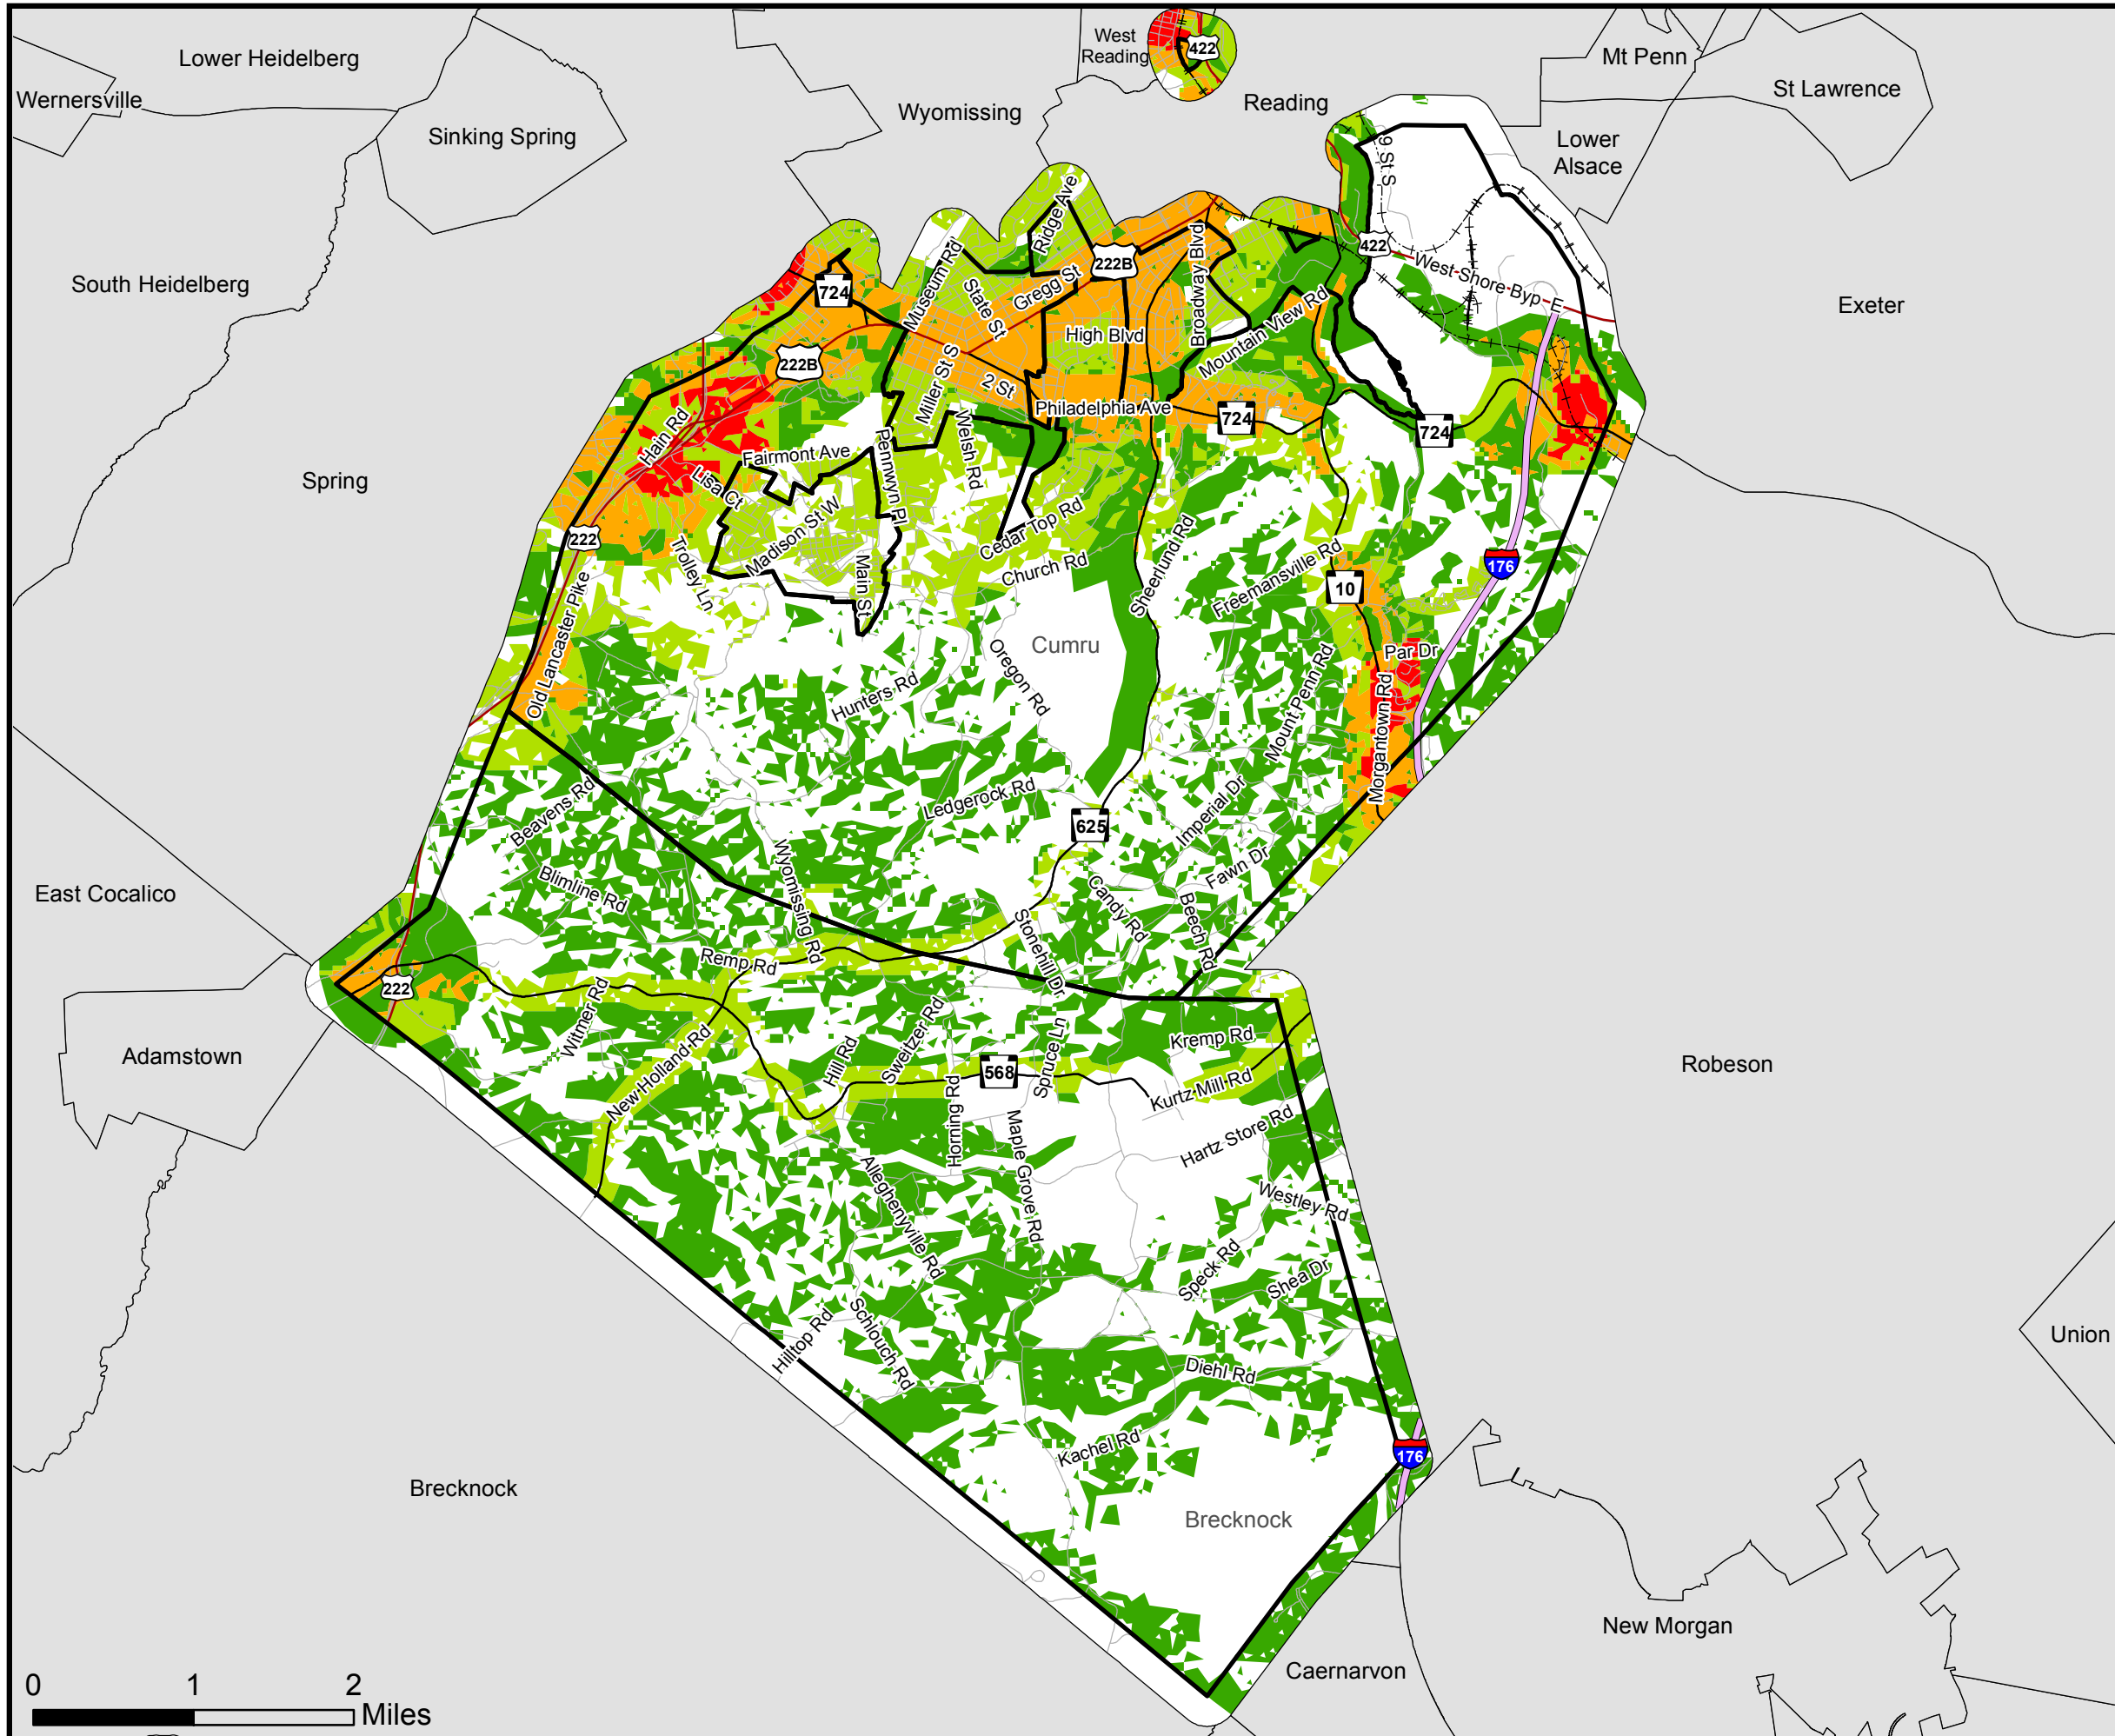 West
Reading
422
Mt Penn
Lower Heidelberg
St Lawrence
Wernersville
Wyomissing
Reading
Sinking Spring
Lower
Alsace
9 St S
Ridge Ave
422
222B
Broadway Blvd
West Shore Byp E
Museum Rd
South Heidelberg
724
State St
Gregg St
Exeter
Mountain View Rd
High Blvd
222B
Miller St S
2 St
Philadelphia Ave
724
724
Hain Rd
Welsh Rd
Fairmont Ave
Pennwyn Pl
Spring
Lisa Ct
Cedar Top Rd
Madison St W
222
Trolley Ln
Main St
Church Rd
Sheerlund Rd
Freemansville Rd
176
10
Old Lancaster Pike
Cumru
Par Dr
Oregon Rd
Hunters Rd
Mount Penn Rd
Morgantown Rd
Beavens Rd
Ledgerock Rd
Imperial Dr
625
Wyomissing Rd
Fawn Dr
East Cocalico
Blimline Rd
Candy Rd
Beech Rd
Stonehill Dr
Remp Rd
222
Witmer Rd
Sweitzer Rd
Kremp Rd
Adamstown
New Holland Rd
Hill Rd
Spruce Ln
Robeson
568
Kurtz Mill Rd
Horning Rd
Maple Grove Rd
Hartz Store Rd
Alleghenyville Rd
Westley Rd
Speck Rd
Shea Dr
Hilltop Rd
Schlouch Rd
Union
Diehl Rd
Kachel Rd
176
Brecknock
Brecknock
New Morgan
Caernarvon
0 1 2
Miles